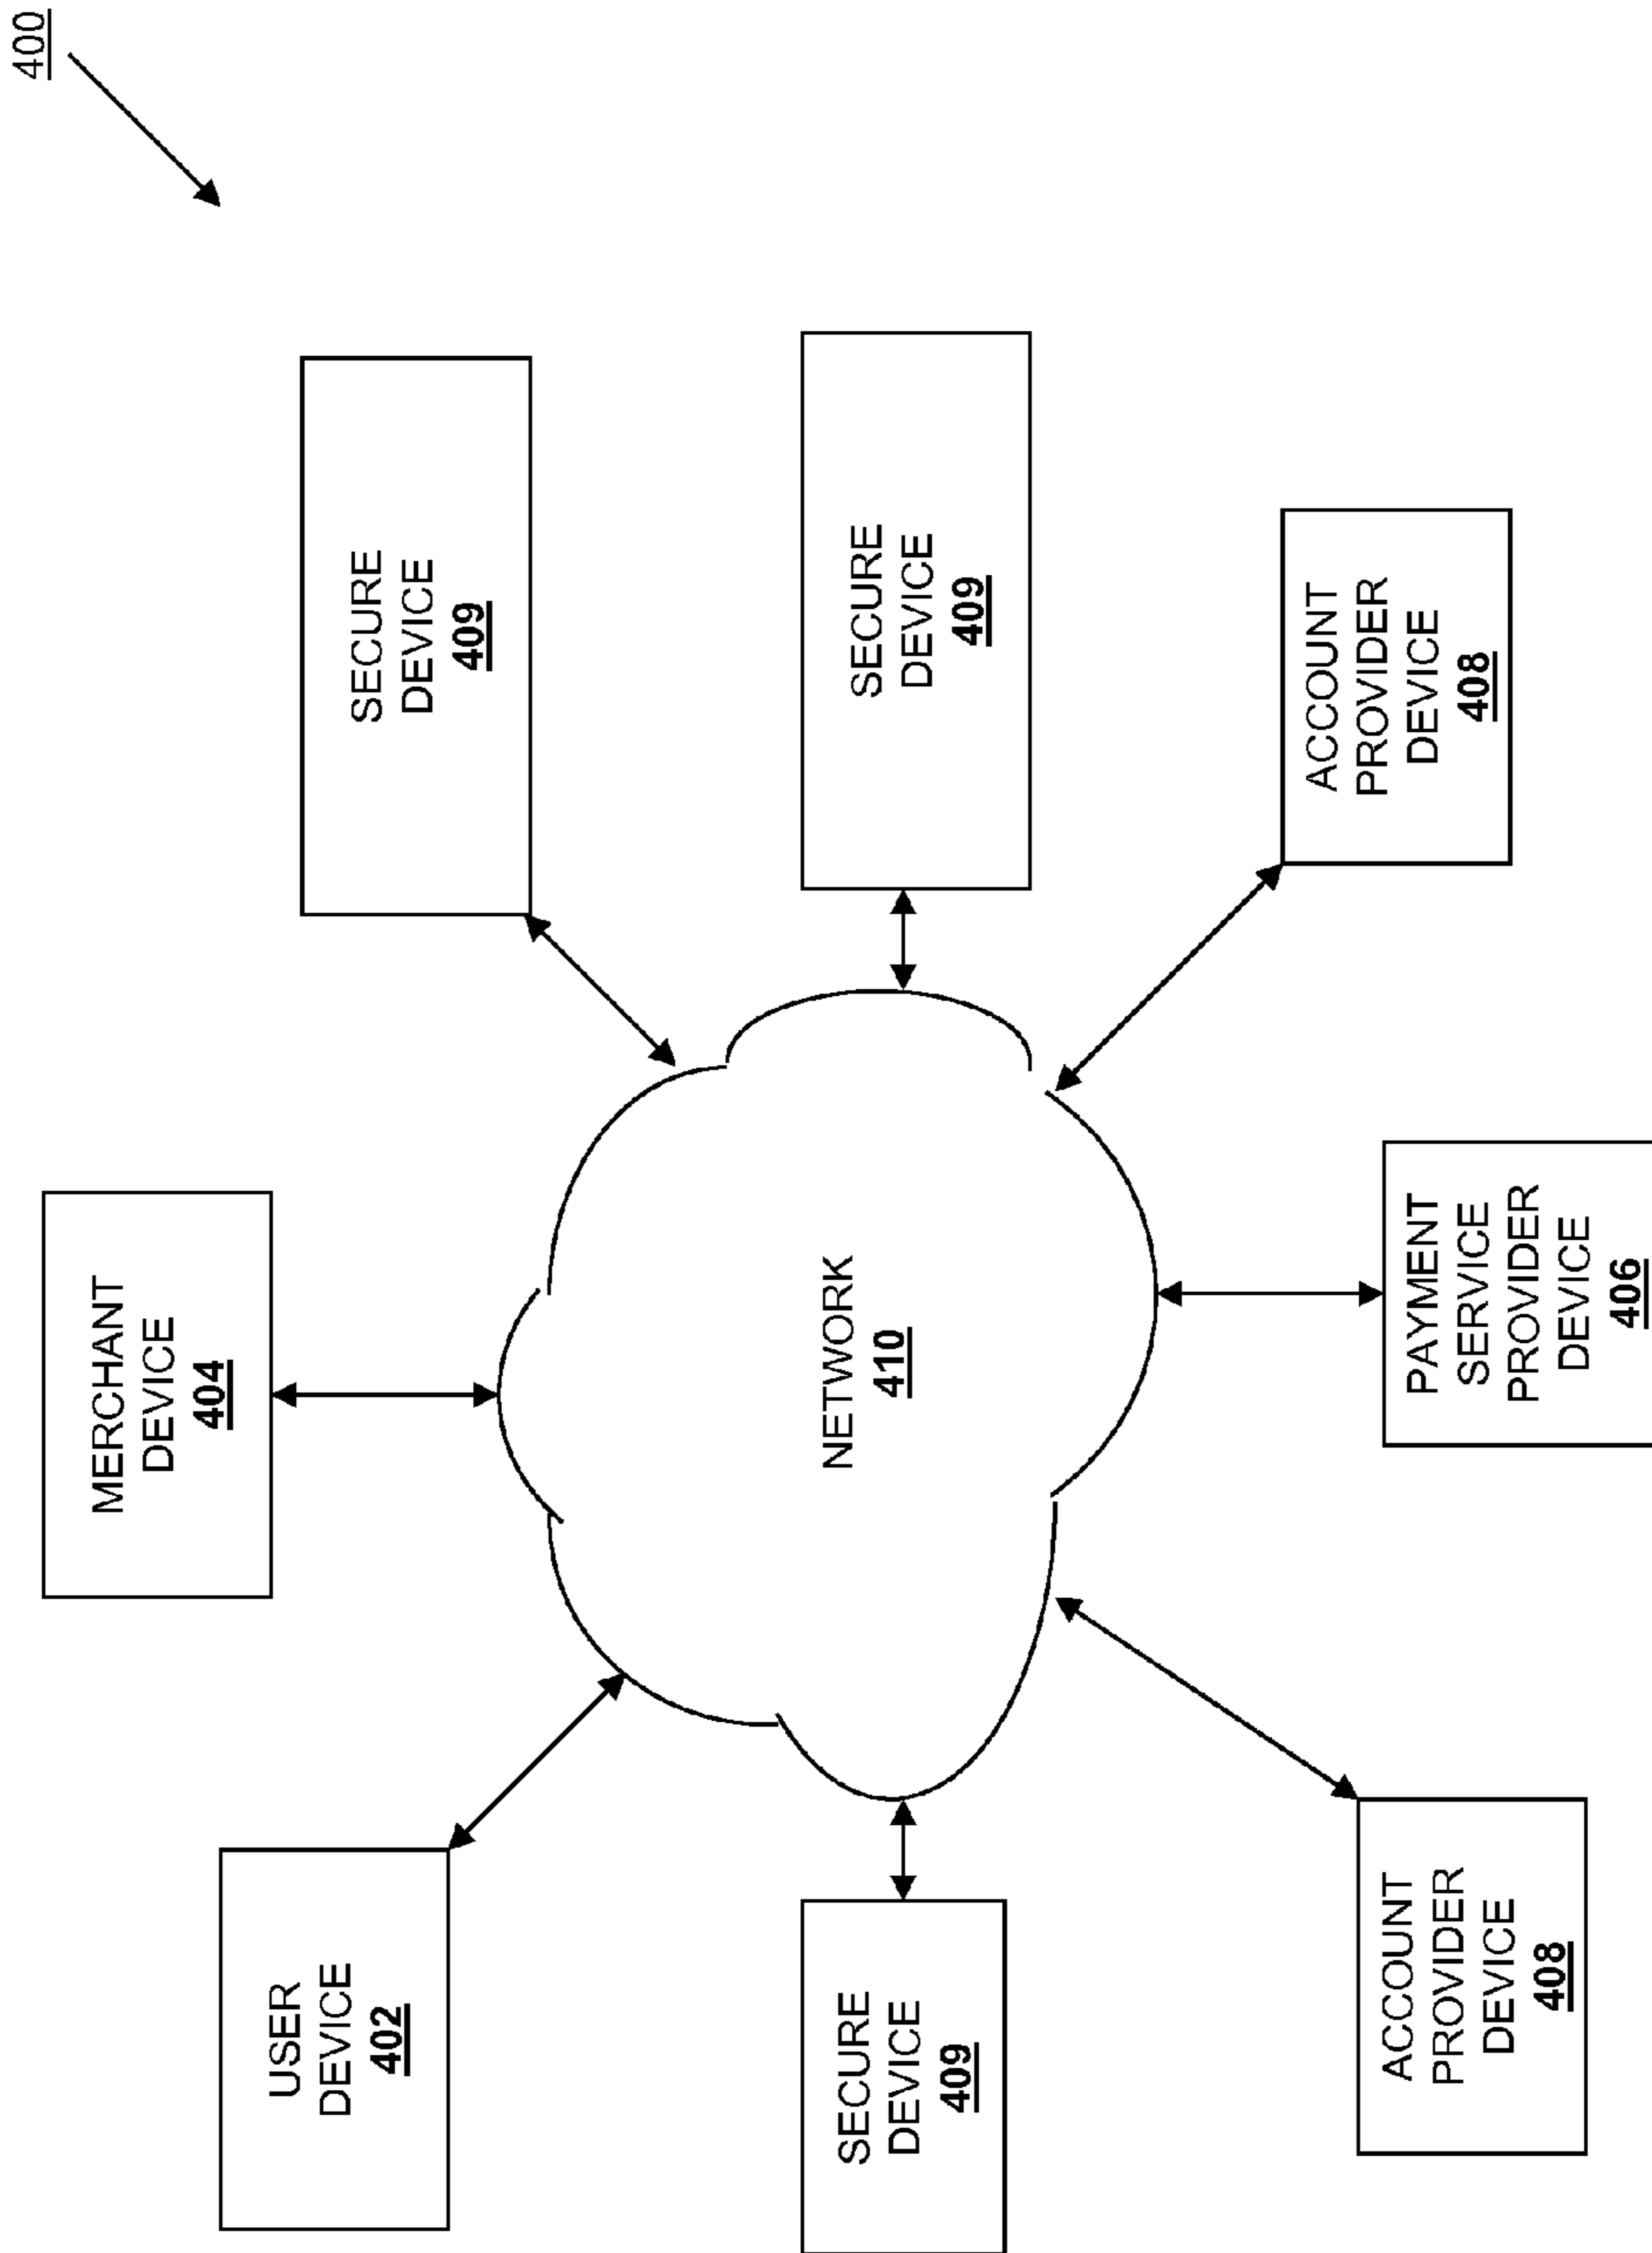 400
MERCHANT
DEVICE
404
USER
DEVICE
402
SECURE
DEVICE
409
SECURE
DEVICE
409
NETWORK
410
SECURE
DEVICE
409
ACCOUNT
PROVIDER
DEVICE
408
PAYMENT
SERVICE
PROVIDER
DEVICE
406
ACCOUNT
PROVIDER
DEVICE
408